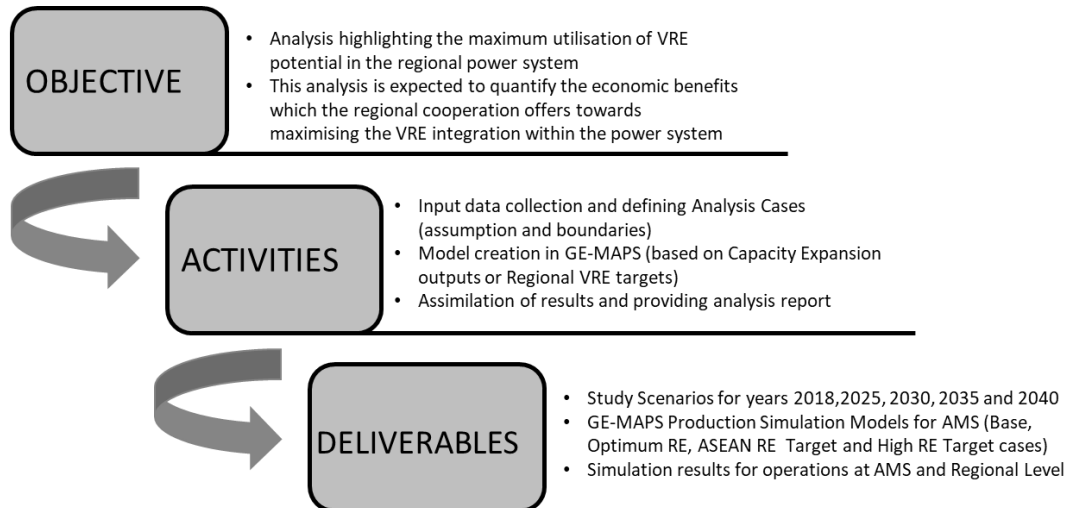 OBJECTIVE
• Analysis highlighting the maximum utilisation of VRE
potential in the regional power system
• This analysis is expected to quantify the economic benefits
which the regional cooperation offers towards
maximising the VRE integration within the power system
ACTIVITIES
• Input data collection and defining Analysis Cases
(assumption and boundaries)
• Model creation in GE-MAPS (based on Capacity Expansion
outputs or Regional VRE targets)
• Assimilation of results and providing analysis report
DELIVERABLES
• Study Scenarios for years 2018,2025, 2030, 2035 and 2040
• GE-MAPS Production Simulation Models for AMS (Base,
Optimum RE, ASEAN RE Target and High RE Target cases)
• Simulation results for operations at AMS and Regional Level